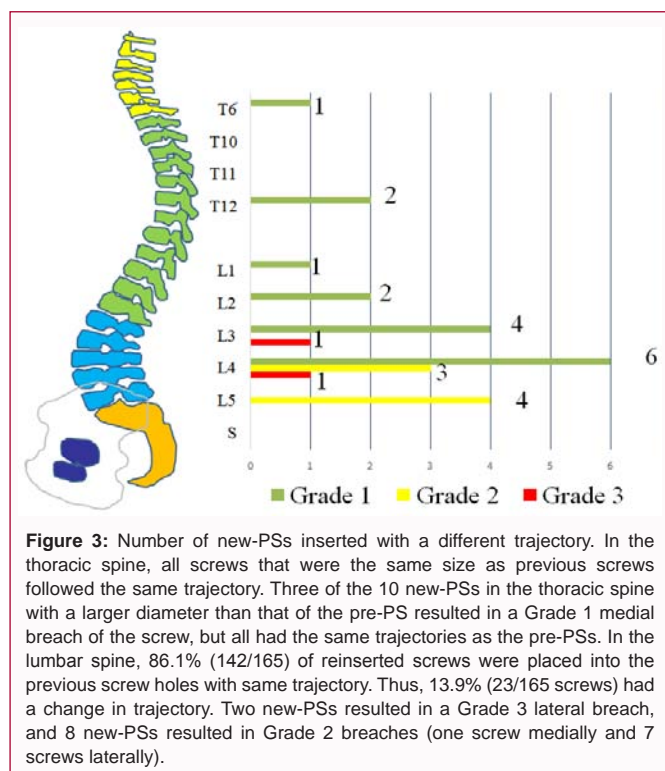 T6 1
T10
T11
T12 2
L1 1
L2 2
L3 4
1
L4 6
3
1
L5 4
S
0 1 2 3 4 5 6
Grade 1 Grade 2 Grade 3
Figure 3: Number of new-PSs inserted with a different trajectory. In the
thoracic spine, all screws that were the same size as previous screws
followed the same trajectory. Three of the 10 new-PSs in the thoracic spine
with a larger diameter than that of the pre-PS resulted in a Grade 1 medial
breach of the screw, but all had the same trajectories as the pre-PSs. In the
lumbar spine, 86.1% (142/165) of reinserted screws were placed into the
previous screw holes with same trajectory. Thus, 13.9% (23/165 screws) had
a change in trajectory. Two new-PSs resulted in a Grade 3 lateral breach,
and 8 new-PSs resulted in Grade 2 breaches (one screw medially and 7
screws laterally).